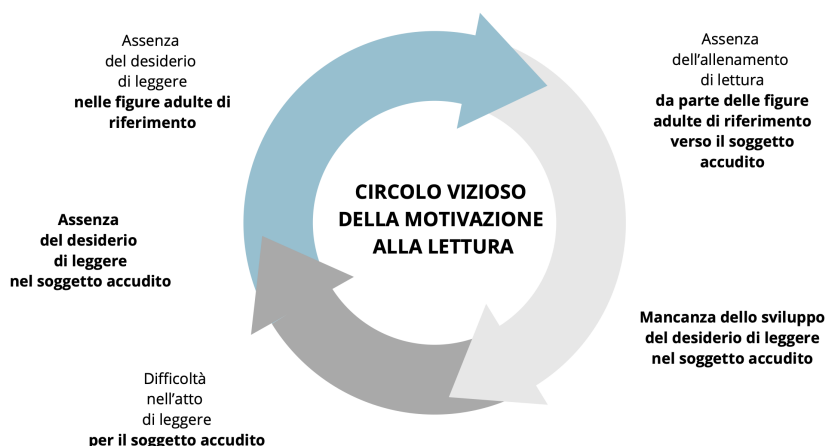 Assenza
del desiderio
di leggere
nelle figure adulte di
riferimento
Assenza
dell'allenamento
di lettura
da parte delle figure
adulte di riferimento
verso il soggetto
accudito
CIRCOLO VIZIOSO
DELLA MOTIVAZIONE
ALLA LETTURA
Assenza
del desiderio
di leggere
nel soggetto accudito
Mancanza dello sviluppo
del desiderio di leggere
nel soggetto accudito
Difficoltà
nell'atto
di leggere
per il soggetto accudito